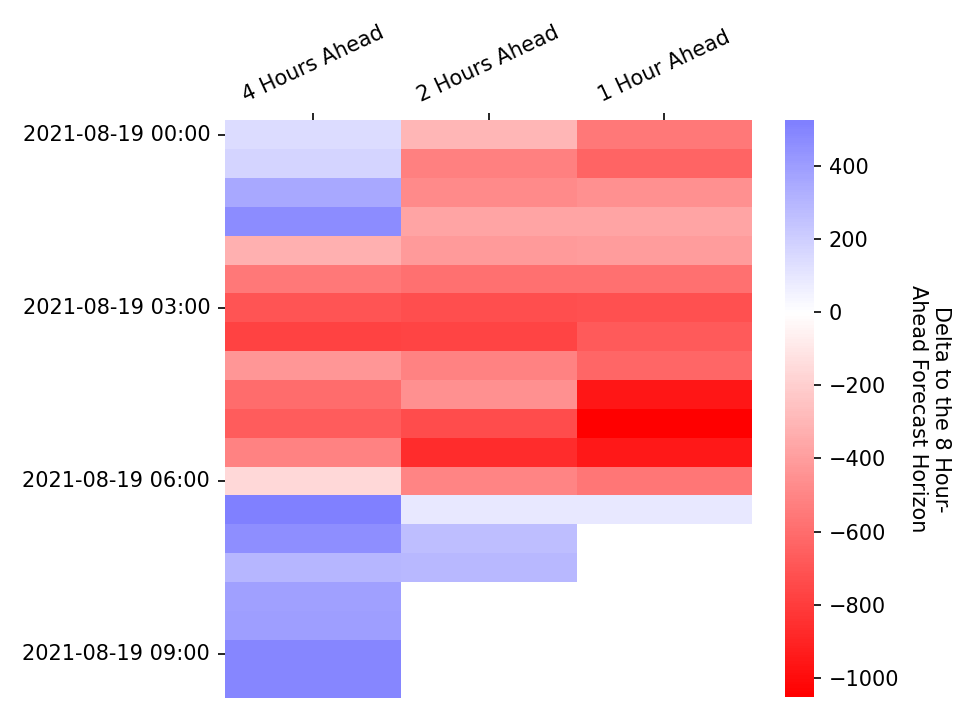 4 Hours Ahead
2 Hours Ahead
1 Hour Ahead
2021-08-19 00:00
2021-08-19 03:00
2021-08-19 06:00
2021-08-19 09:00
400
200
0
−200
−400
−600
−800
−1000
Delta to the 8 Hour-
Ahead Forecast Horizon